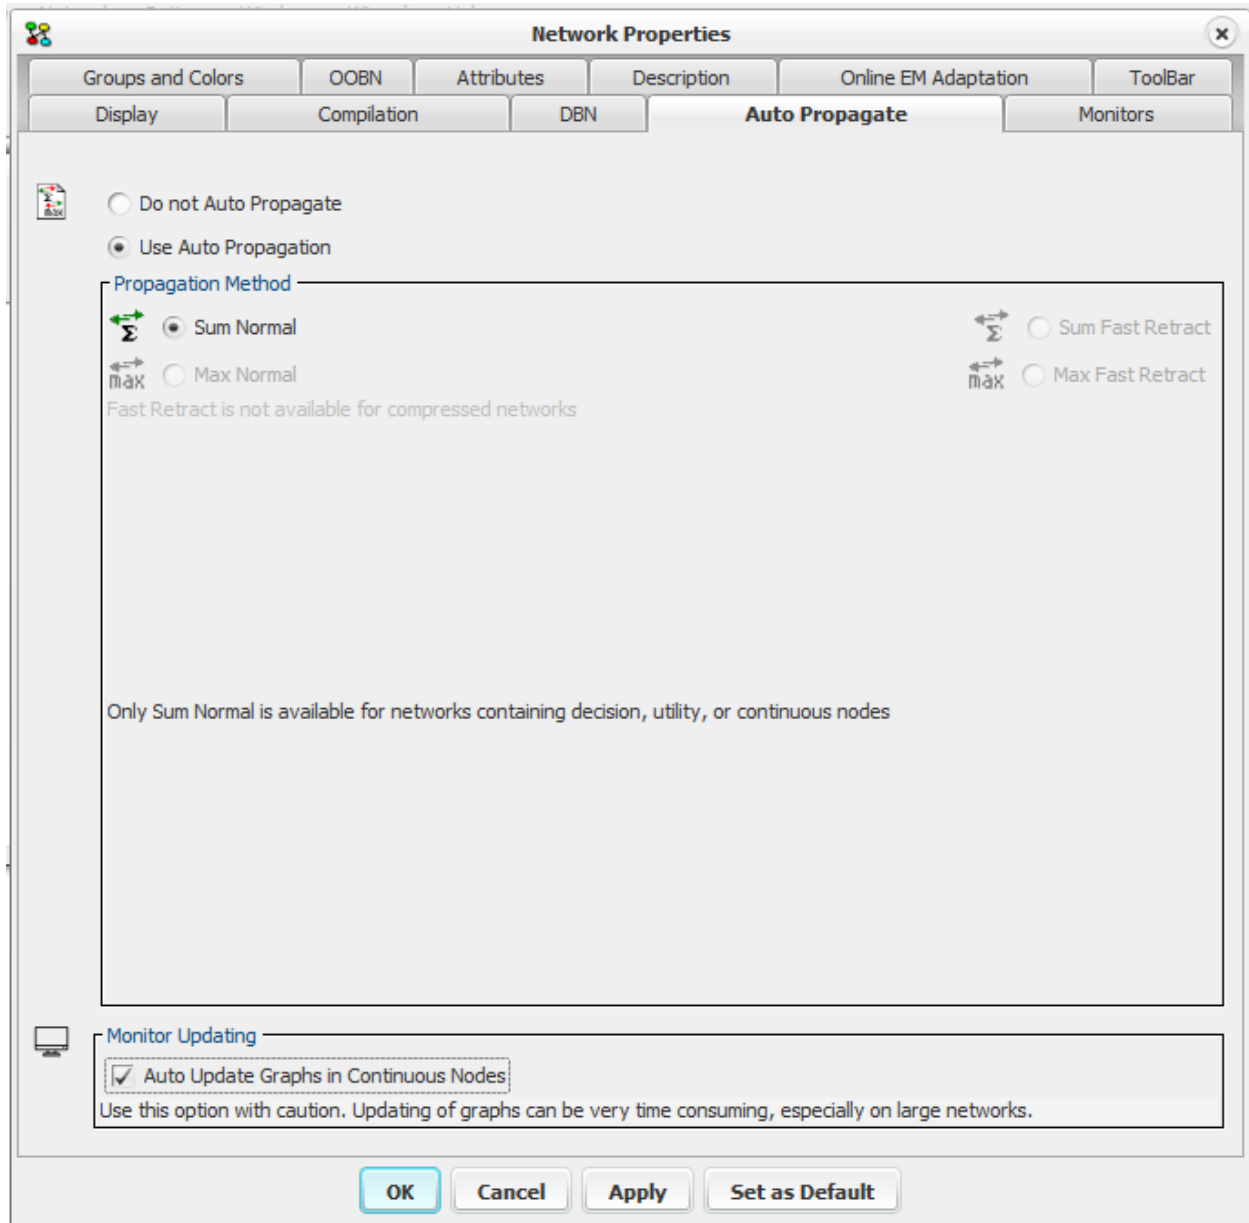 Network Properties
Groups and Colors OOBN Attributes Description Online EM Adaptation ToolBar
Display Compilation DBN Auto Propagate Monitors
Do not Auto Propagate
Use Auto Propagation
Propagation Method
Σ Sum Normal Σ Sum Fast Retract
max Max Normal max Max Fast Retract
Fast Retract is not available for compressed networks
Only Sum Normal is available for networks containing decision, utility, or continuous nodes
Monitor Updating
Auto Update Graphs in Continuous Nodes
Use this option with caution. Updating of graphs can be very time consuming, especially on large networks.
OK Cancel Apply Set as Default